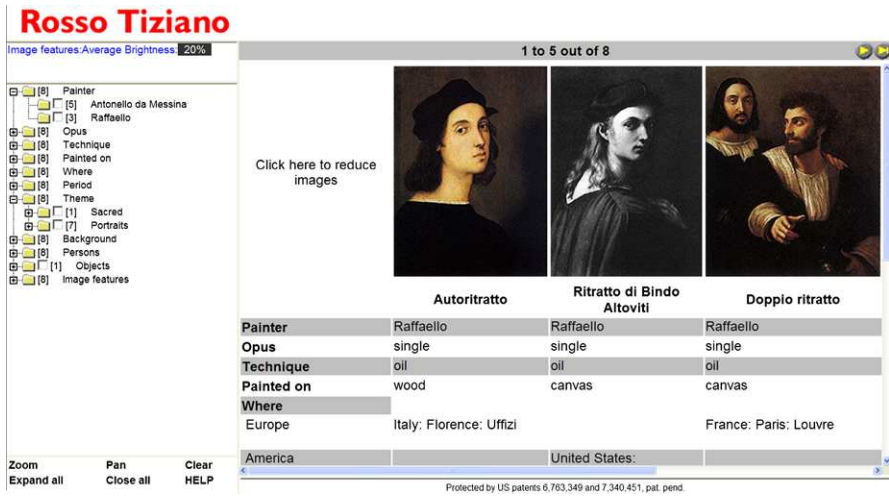 Rosso Tiziano
Image features:Average Brightness: 20%
1 to 5 out of 8
[8] Painter
[5] Antonello da Messina
[3] Raffaello
[8] Opus
[8] Technique
[8] Painted on
[8] Where
[8] Period
[8] Theme
[1] Sacred
[7] Portraits
[8] Background
[8] Persons
[1] Objects
[8] Image features
Zoom Pan Clear
Expand all Close all HELP
Click here to reduce
images
Autoritratto
Ritratto di Bindo
Altoviti
Doppio ritratto
Painter Raffaello Raffaello Raffaello
Opus single single single
Technique oil oil oil
Painted on wood canvas canvas
Where
Europe Italy: Florence: Uffizi France: Paris: Louvre
America United States:
Protected by US patents 6,763,349 and 7,340,451, pat. pend.